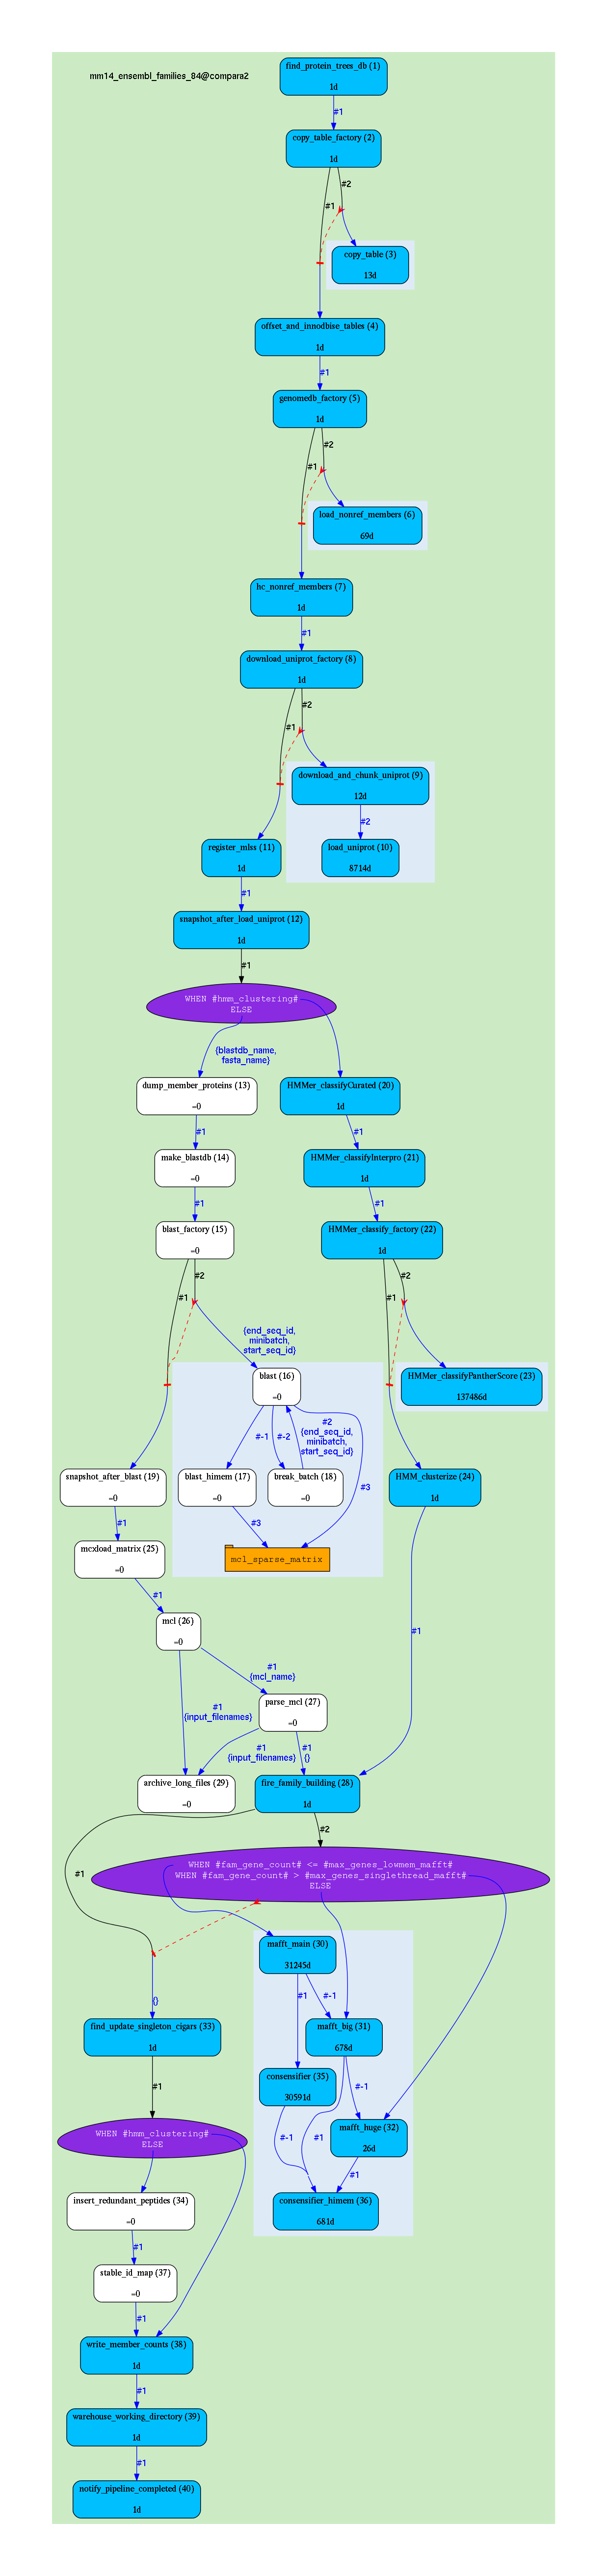 mm14_ensembl_families_84@compara2
find_protein_trees_db (1)
1d
#1
copy_table_factory (2)
1d
#2
#1
copy_table (3)
13d
offset_and_innodbise_tables (4)
1d
#1
genomedb_factory (5)
1d
#2
#1
load_nonref_members (6)
69d
hc_nonref_members (7)
1d
#1
download_uniprot_factory (8)
1d
#2
#1
download_and_chunk_uniprot (9)
12d
#2
load_uniprot (10)
8714d
register_mlss (11)
1d
#1
snapshot_after_load_uniprot (12)
1d
#1
WHEN #hmm_clustering#
ELSE
{blastdb_name,
fasta_name}
dump_member_proteins (13)
=0
HMMer_classifyCurated (20)
1d
#1
#1
make_blastdb (14)
=0
HMMer_classifyInterpro (21)
1d
#1
#1
blast_factory (15)
=0
HMMer_classify_factory (22)
1d
#2
#2
#1
#1
{end_seq_id,
minibatch,
start_seq_id}
blast (16)
=0
HMMer_classifyPantherScore (23)
137486d
#-1
#-2
#2
{end_seq_id,
minibatch,
start_seq_id}
snapshot_after_blast (19)
=0
blast_himem (17)
=0
break_batch (18)
=0
#3
HMM_clusterize (24)
1d
#1
#3
mcxload_matrix (25)
=0
mcl_sparse_matrix
#1
mcl (26)
=0
#1
#1
{mcl_name}
parse_mcl (27)
=0
#1
{input_filenames}
#1
{input_filenames}
#1
{}
archive_long_files (29)
=0
fire_family_building (28)
1d
#2
#1
WHEN #fam_gene_count# <= #max_genes_lowmem_mafft#
WHEN #fam_gene_count# > #max_genes_singlethread_mafft#
ELSE
mafft_main (30)
31245d
{}
#1
#-1
find_update_singleton_cigars (33)
1d
mafft_big (31)
678d
#1
consensifier (35)
30591d
#-1
WHEN #hmm_clustering#
ELSE
#-1
#1
mafft_huge (32)
26d
#1
insert_redundant_peptides (34)
=0
consensifier_himem (36)
681d
#1
stable_id_map (37)
=0
#1
write_member_counts (38)
1d
#1
warehouse_working_directory (39)
1d
#1
notify_pipeline_completed (40)
1d